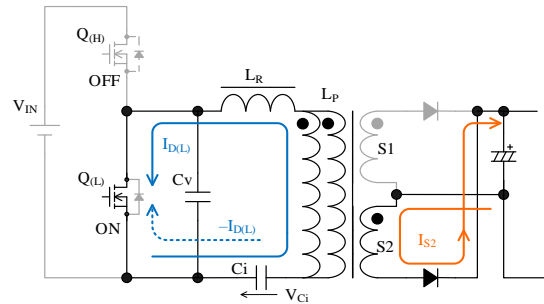 Q(H)
OFF
LR
LP
VIN
ID(L)
S1
Q(L)
Cv
ON
−ID(L)
S2
IS2
+
Ci
VCi